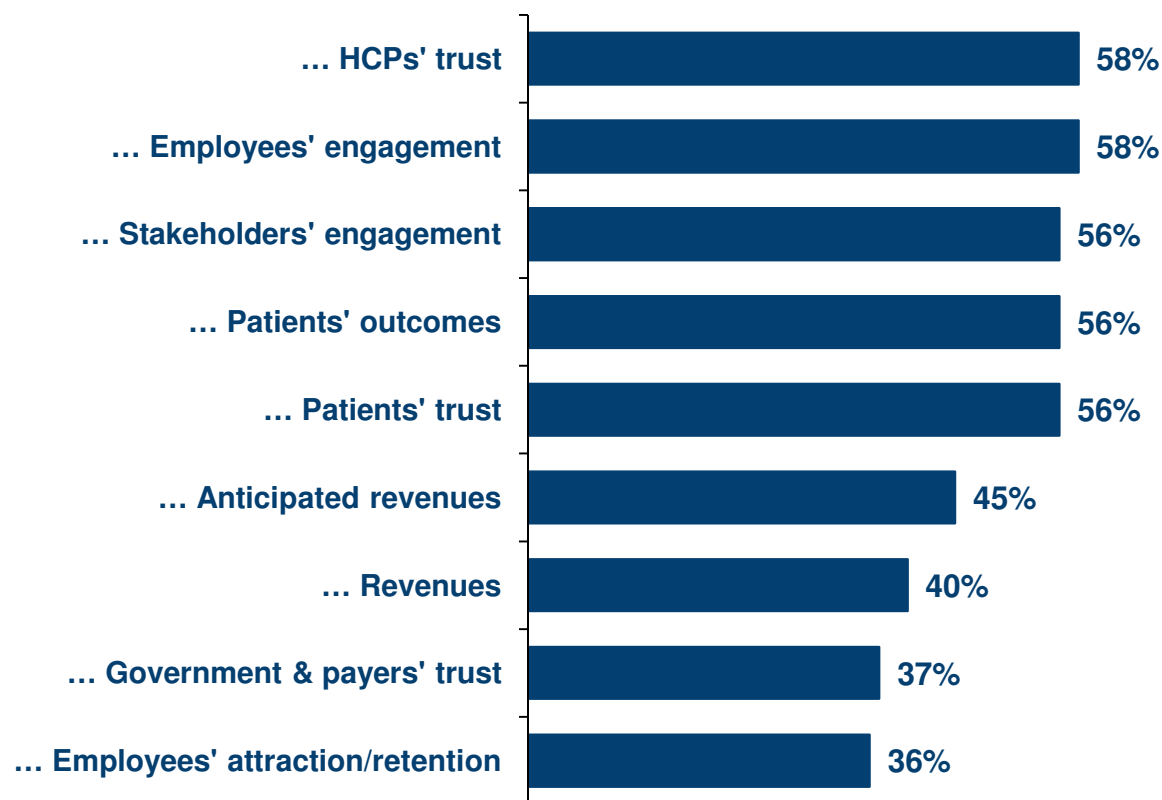 ... HCPs' trust 58%
... Employees' engagement 58%
... Stakeholders' engagement 56%
... Patients' outcomes 56%
... Patients' trust 56%
... Anticipated revenues 45%
... Revenues 40%
... Government & payers' trust 37%
... Employees' attraction/retention 36%